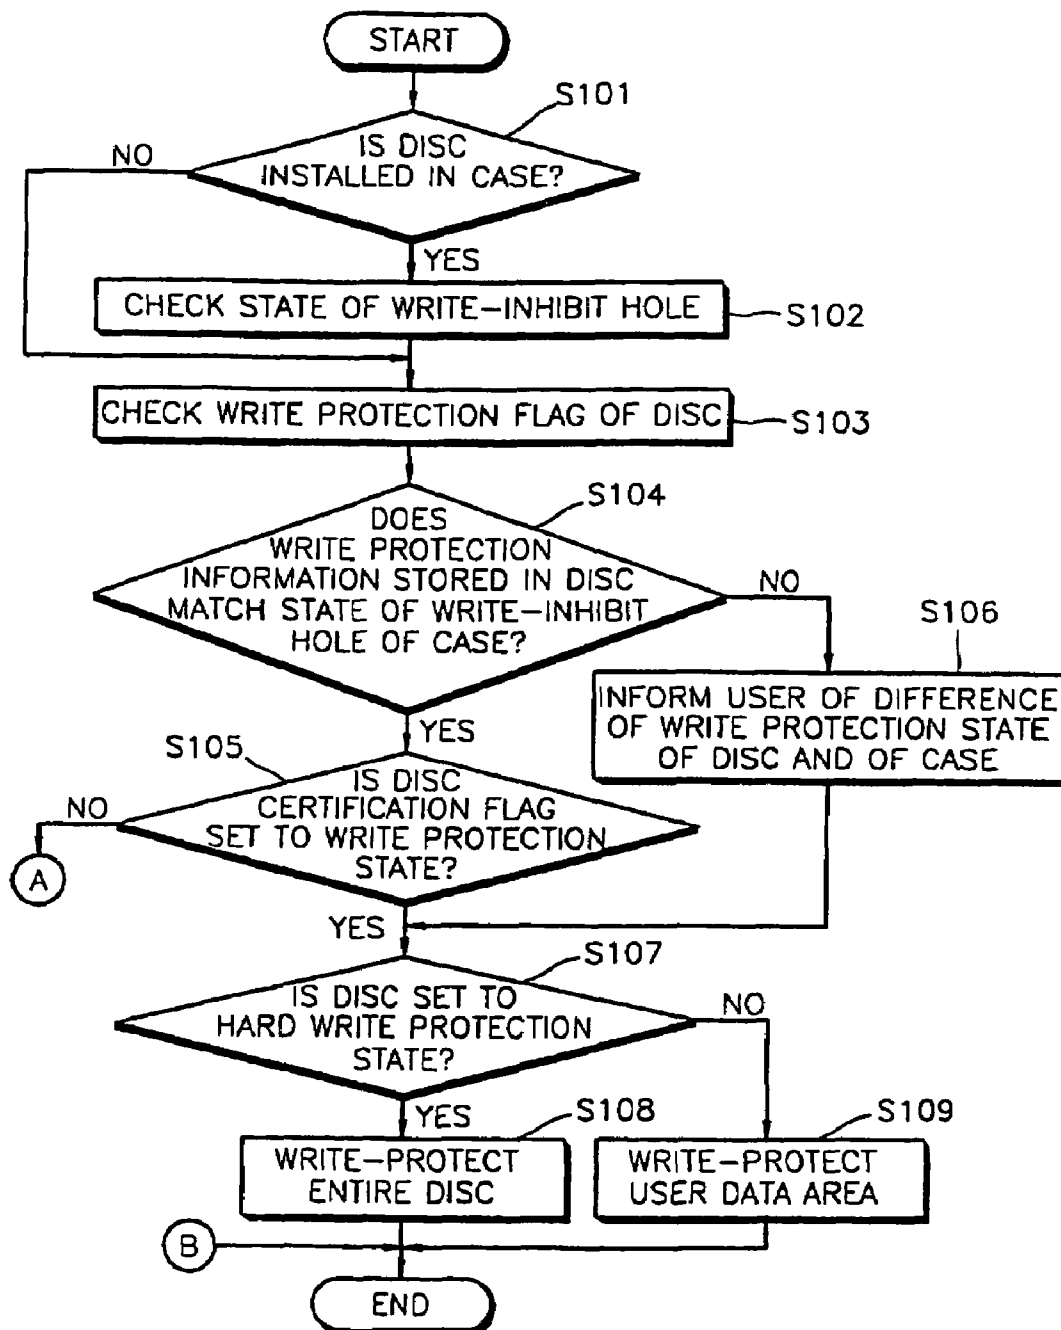 START
S101
IS DISC
INSTALLED IN CASE?
NO
YES
CHECK STATE OF WRITE-INHIBIT HOLE
S102
CHECK WRITE PROTECTION FLAG OF DISC
S103
S104
DOES
WRITE PROTECTION
INFORMATION STORED IN DISC
MATCH STATE OF WRITE-INHIBIT
HOLE OF CASE?
NO
S106
INFORM USER OF DIFFERENCE
OF WRITE PROTECTION STATE
OF DISC AND OF CASE
YES
S105
IS DISC
CERTIFICATION FLAG
SET TO WRITE PROTECTION
STATE?
NO
A
YES
S107
IS DISC SET TO
HARD WRITE PROTECTION
STATE?
NO
YES
S108
WRITE-PROTECT
ENTIRE DISC
S109
WRITE-PROTECT
USER DATA AREA
B
END